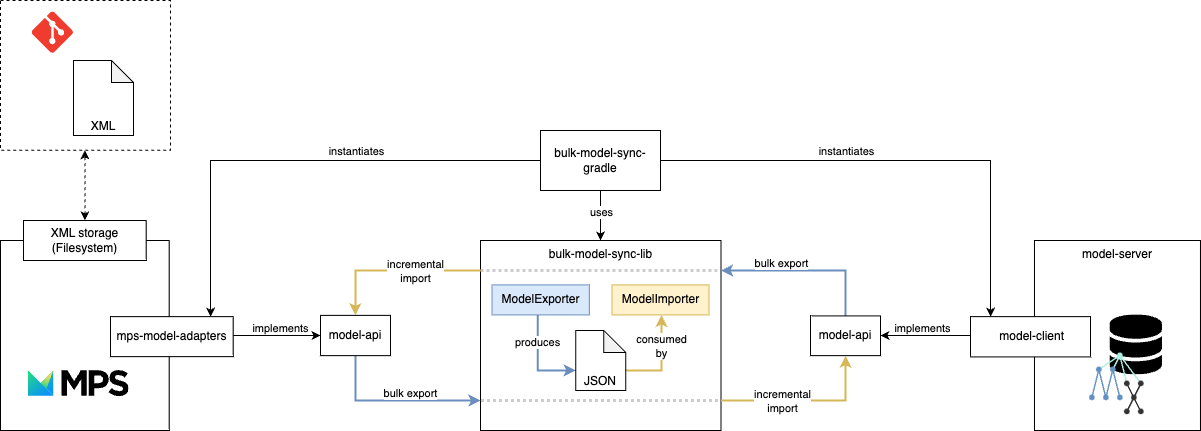 XML
instantiates
bulk-model-sync-
gradle
instantiates
uses
XML storage
(Filesystem)
bulk-model-sync-lib
model-server
incremental
import
bulk export
ModelExporter
ModelImporter
mps-model-adapters
implements
model-api
produces
consumed
by
model-api
implements
model-client
JSON
MPS
bulk export
incremental
import